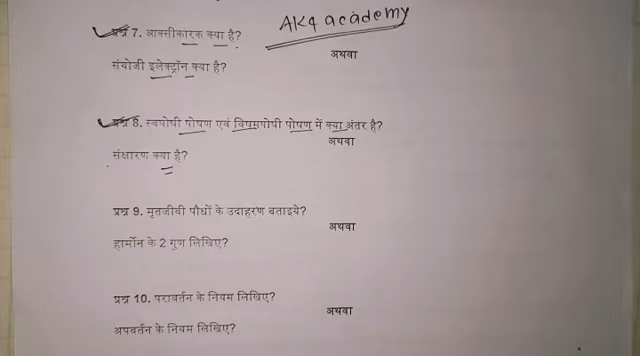 AK4 academy
प्रश्न 7. आक्सीकारक क्या है?
अथवा
संयोजी इलेक्ट्रॉन क्या है?
प्रश्न 8. स्वपोषी पोषण एवं विषमपोषी पोषण में क्या अंतर है?
अथवा
संक्षारण क्या है?
प्रश्न 9. मृतजीवी पौधों के उदाहरण बताइये?
अथवा
हार्मोन के 2 गुण लिखिए?
प्रश्न 10. परावर्तन के नियम लिखिए?
अथवा
अपवर्तन के नियम लिखिए?